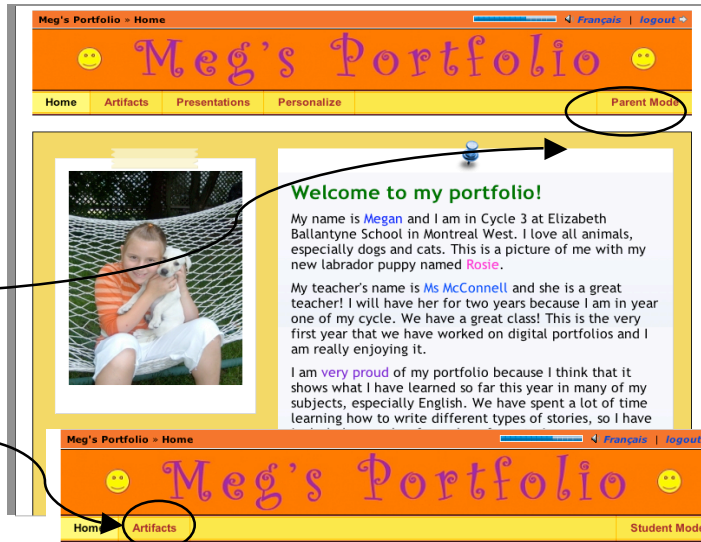 Meg's Portfolio » Home
Français | logout
Meg's Portfolio
Home Artifacts Presentations Personalize Parent Mode
Welcome to my portfolio!
My name is Megan and I am in Cycle 3 at Elizabeth
Ballantyne School in Montreal West. I love all animals,
especially dogs and cats. This is a picture of me with my
new labrador puppy named Rosie.
My teacher's name is Ms McConnell and she is a great
teacher! I will have her for two years because I am in year
one of my cycle. We have a great class! This is the very
first year that we have worked on digital portfolios and I
am really enjoying it.
I am very proud of my portfolio because I think that it
shows what I have learned so far this year in many of my
subjects, especially English. We have spent a lot of time
learning how to write different types of stories, so I have
Meg's Portfolio » Home
Français | logout
Meg's Portfolio
Home Artifacts Student Mode